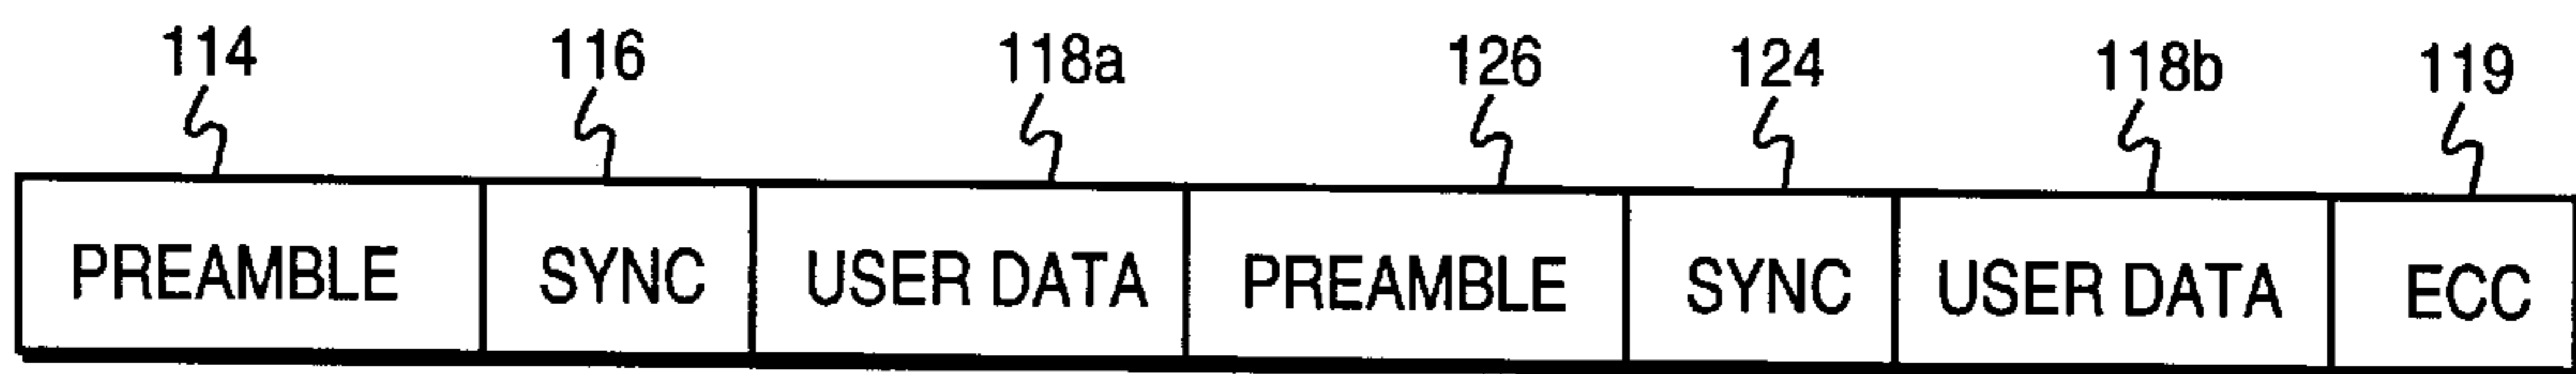 114 116 118a 126 124 118b 119
PREAMBLE SYNC USER DATA PREAMBLE SYNC USER DATA ECC